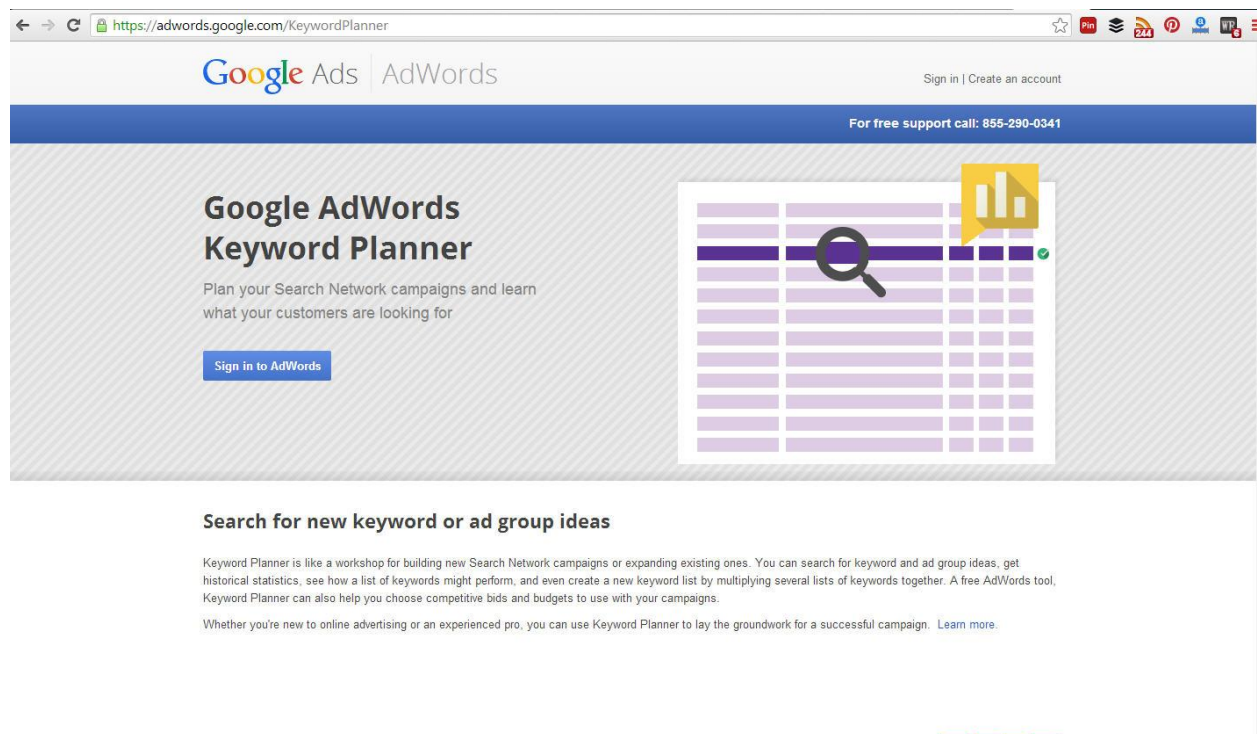 https://adwords.google.com/KeywordPlanner
Pin
244
a
WF
6
Google Ads AdWords
Sign in | Create an account
For free support call: 855-290-0341
Google AdWords
Keyword Planner
Plan your Search Network campaigns and learn
what your customers are looking for
Sign in to AdWords
Search for new keyword or ad group ideas
Keyword Planner is like a workshop for building new Search Network campaigns or expanding existing ones. You can search for keyword and ad group ideas, get
historical statistics, see how a list of keywords might perform, and even create a new keyword list by multiplying several lists of keywords together. A free AdWords tool,
Keyword Planner can also help you choose competitive bids and budgets to use with your campaigns.
Whether you're new to online advertising or an experienced pro, you can use Keyword Planner to lay the groundwork for a successful campaign. Learn more.